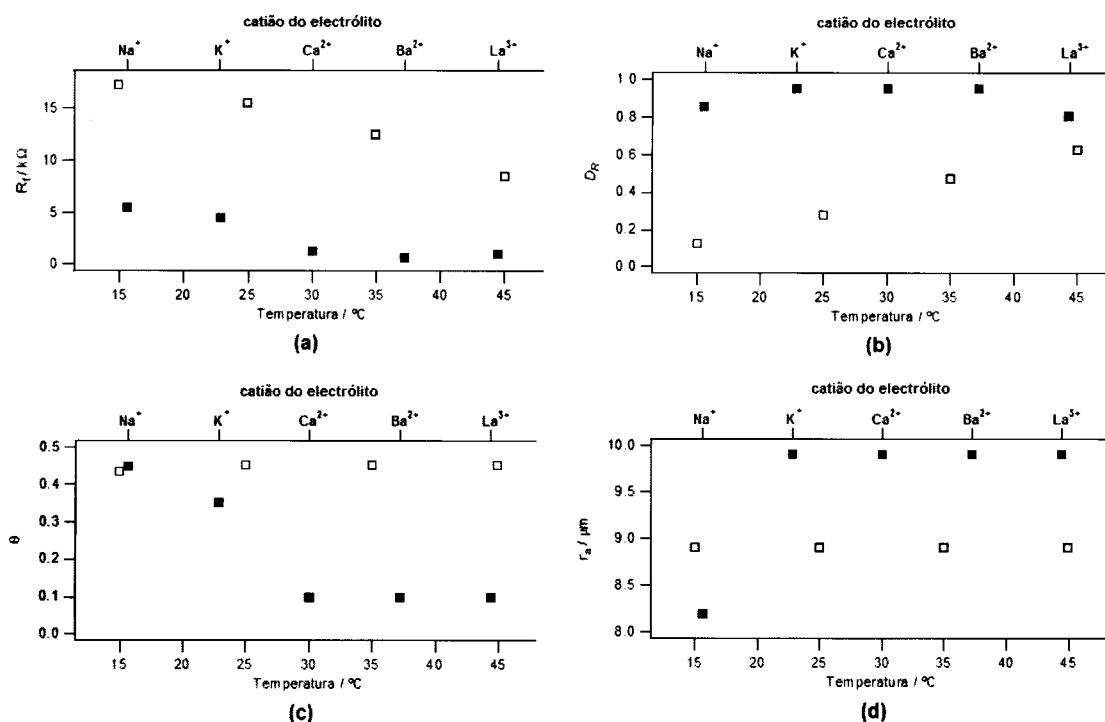 catião do electrólito
Na+ K+ Ca2+ Ba2+ La3+
R_f / kΩ
15
10
5
0
15 20 25 30 35 40 45
Temperatura / ºC
(a)
catião do electrólito
Na+ K+ Ca2+ Ba2+ La3+
D_R
1.0
0.8
0.6
0.4
0.2
0.0
15 20 25 30 35 40 45
Temperatura / ºC
(b)
catião do electrólito
Na+ K+ Ca2+ Ba2+ La3+
Θ
0.5
0.4
0.3
0.2
0.1
0.0
15 20 25 30 35 40 45
Temperatura / ºC
(c)
catião do electrólito
Na+ K+ Ca2+ Ba2+ La3+
r_a / µm
10.0
9.5
9.0
8.5
8.0
15 20 25 30 35 40 45
Temperatura / ºC
(d)